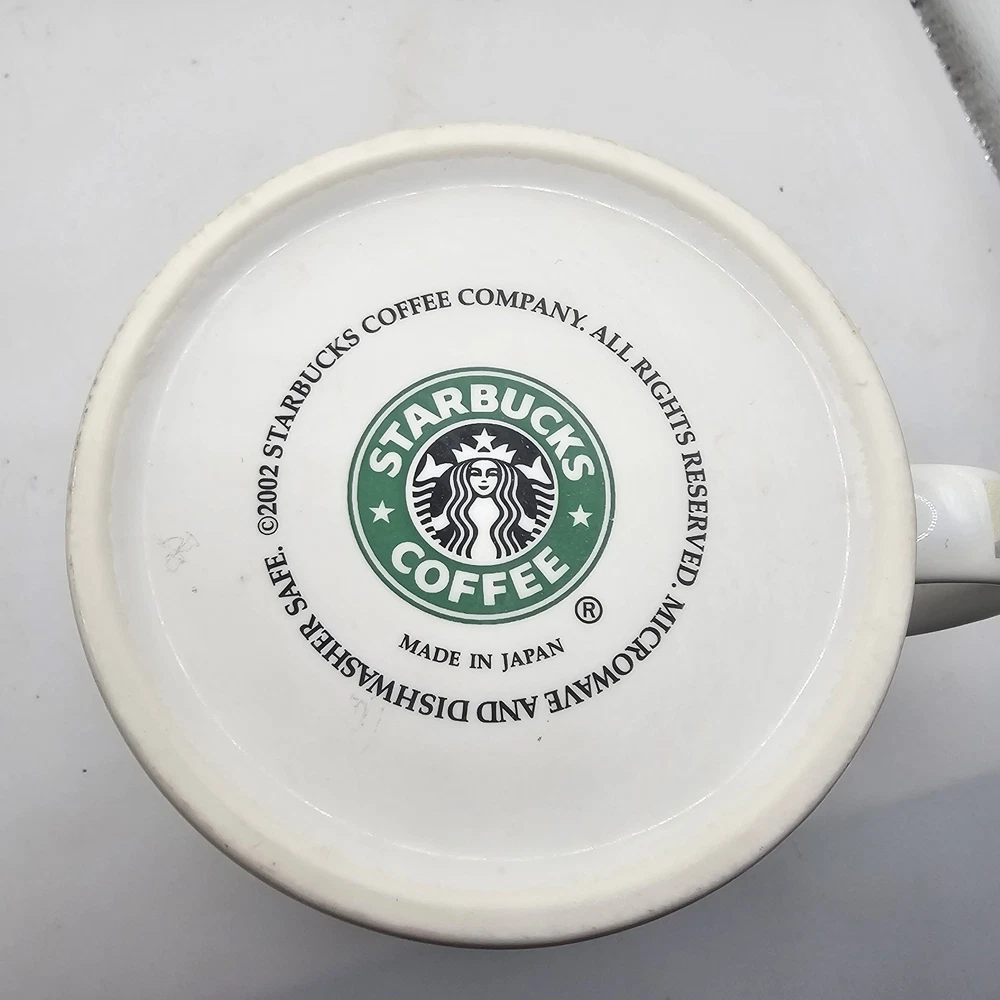 ©2002 STARBUCKS COFFEE COMPANY. ALL RIGHTS RESERVED. MICROWAVE AND DISHWASHER SAFE.
STARBUCKS
COFFEE
®
MADE IN JAPAN